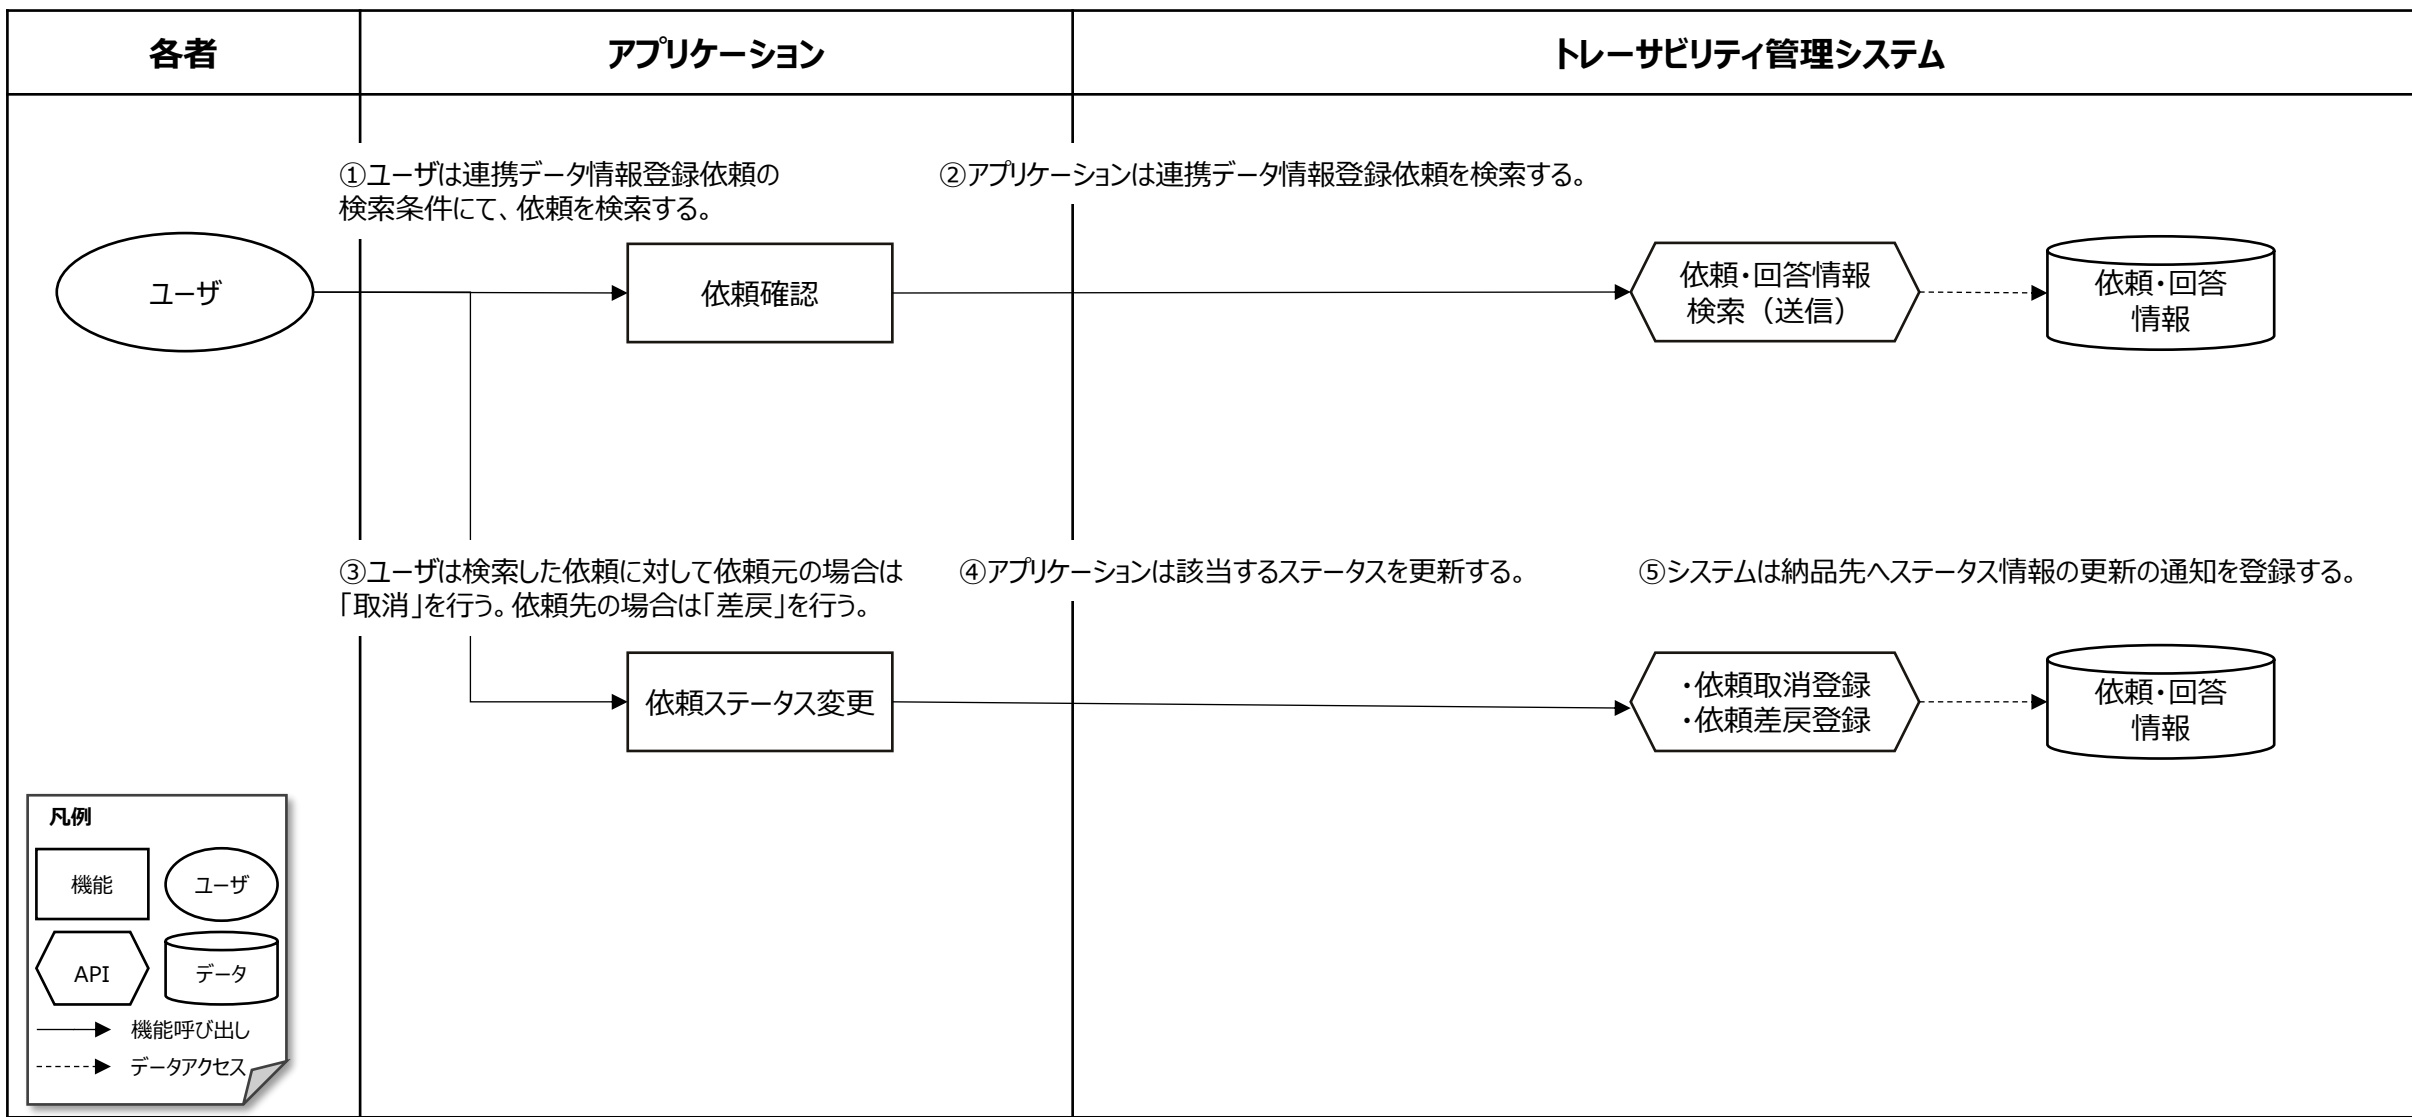 各者
アプリケーション
トレーサビリティ管理システム
①ユーザは連携データ情報登録依頼の
検索条件にて、依頼を検索する。
②アプリケーションは連携データ情報登録依頼を検索する。
ユーザ
依頼確認
依頼・回答情報
検索（送信）
依頼・回答
情報
③ユーザは検索した依頼に対して依頼元の場合は
「取消」を行う。依頼先の場合は「差戻」を行う。
④アプリケーションは該当するステータスを更新する。
⑤システムは納品先へステータス情報の更新の通知を登録する。
依頼ステータス変更
・依頼取消登録
・依頼差戻登録
依頼・回答
情報
凡例
機能
ユーザ
API
データ
機能呼び出し
データアクセス